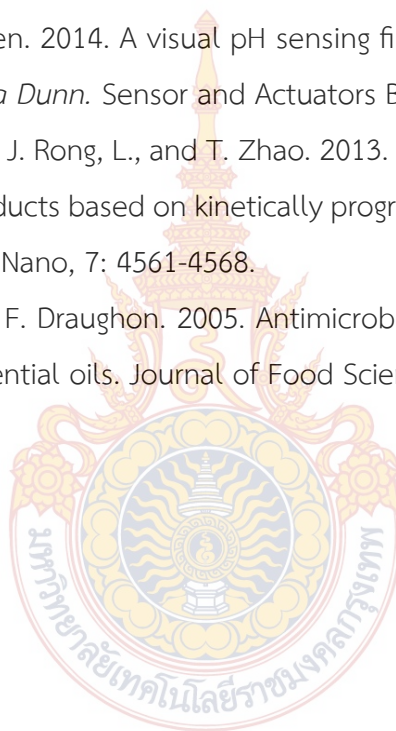 en. 2014. A visual pH sensing fi
a Dunn. Sensor and Actuators B
J. Rong, L., and T. Zhao. 2013.
ducts based on kinetically progr
Nano, 7: 4561-4568.
F. Draughon. 2005. Antimicrob
ential oils. Journal of Food Scien
มหาวิทยาลัยเทคโนโลยีราชมงคลกรุงเทพ